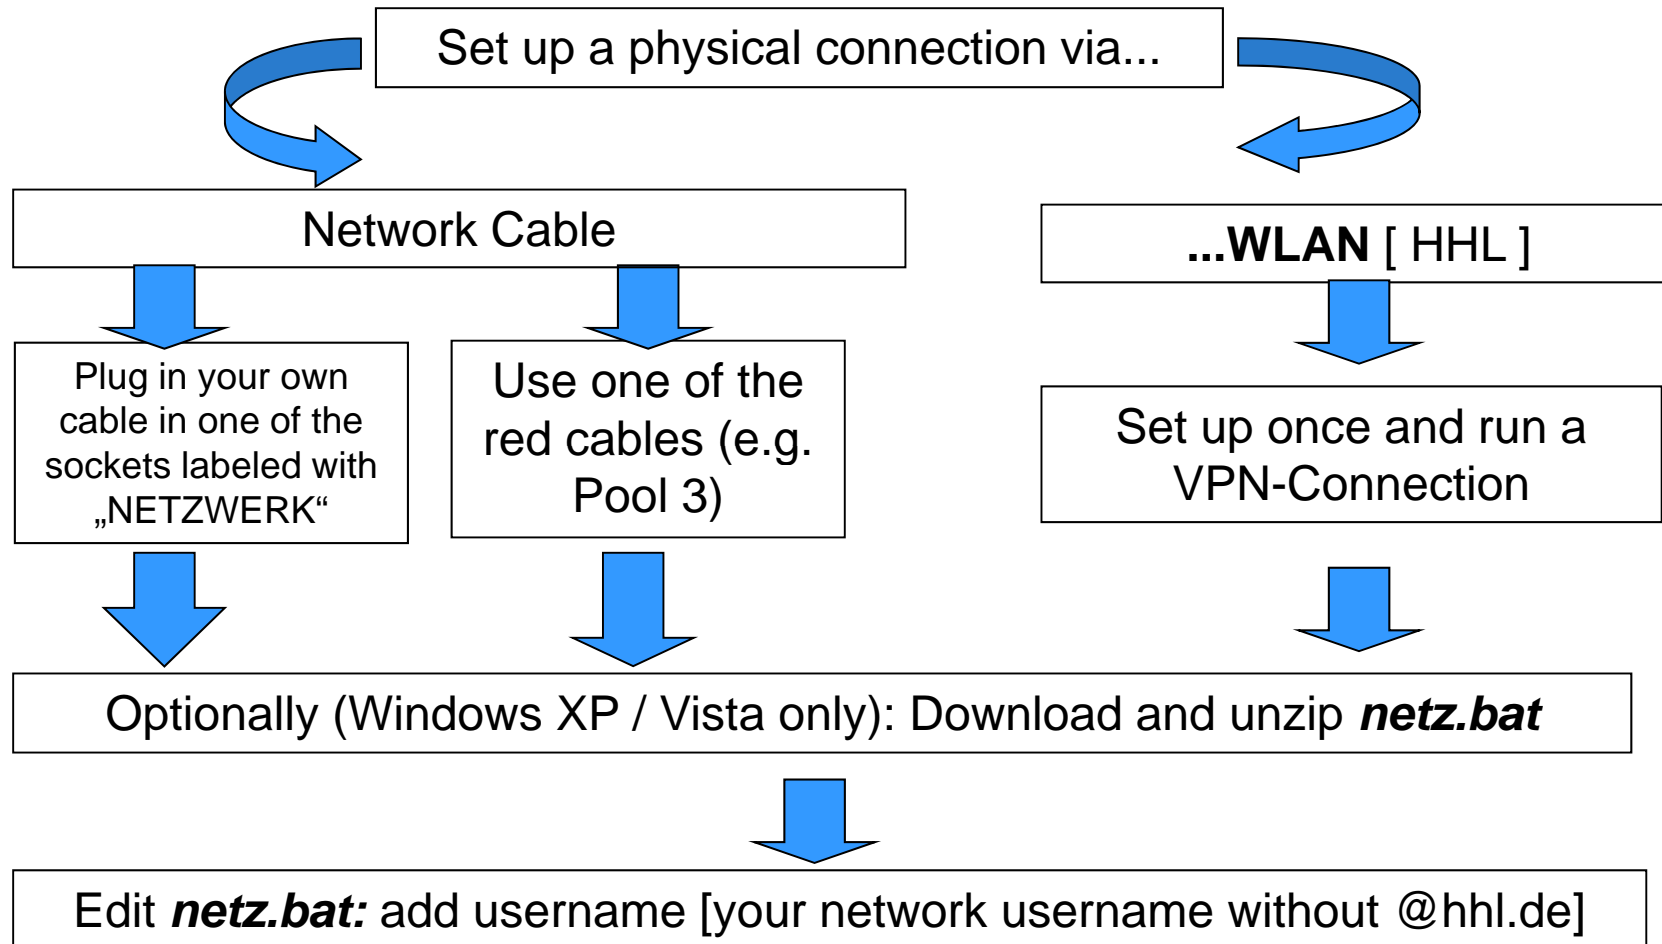 Set up a physical connection via...
Network Cable
...WLAN [ HHL ]
Plug in your own
cable in one of the
sockets labeled with
„NETZWERK“
Use one of the
red cables (e.g.
Pool 3)
Set up once and run a
VPN-Connection
Optionally (Windows XP / Vista only): Download and unzip netz.bat
Edit netz.bat: add username [your network username without @hhl.de]